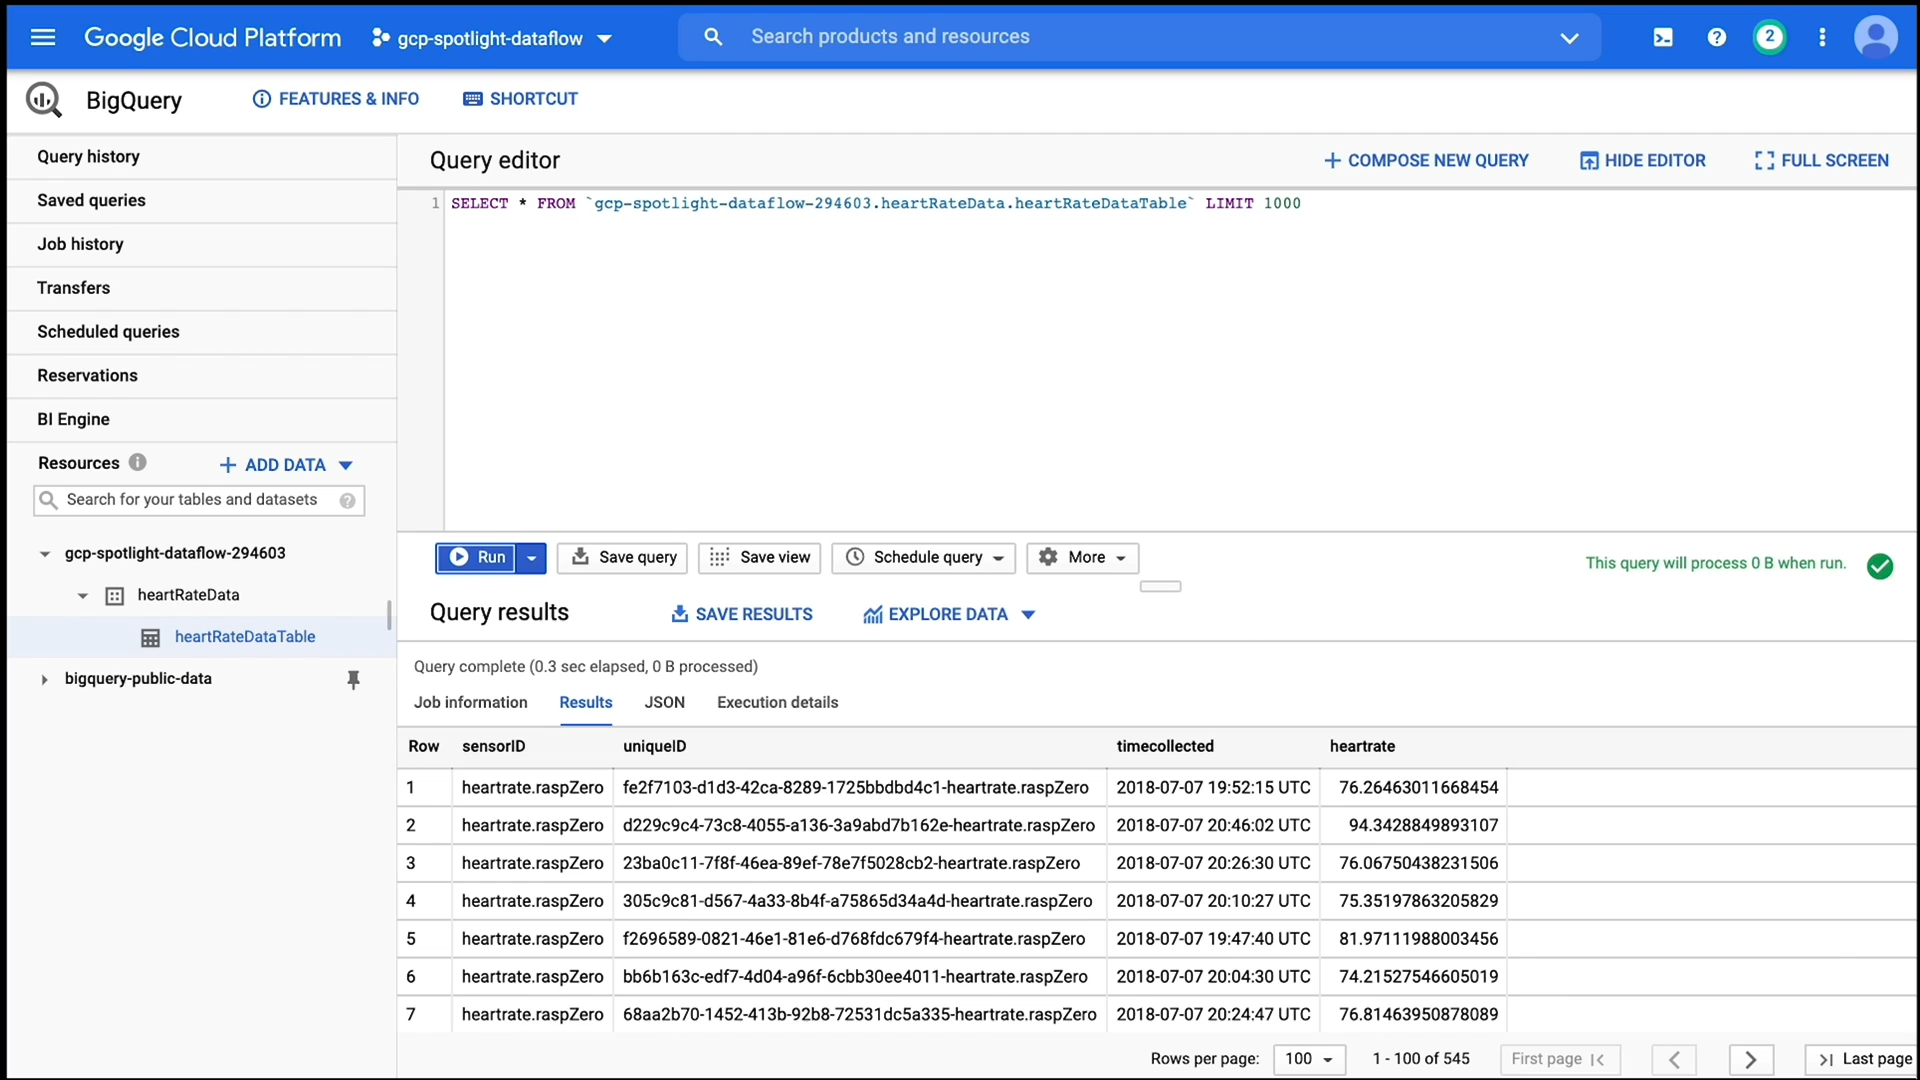 Google Cloud Platform
gcp-spotlight-dataflow
Search products and resources
2
BigQuery
FEATURES & INFO
SHORTCUT
Query history
Saved queries
Job history
Transfers
Scheduled queries
Reservations
BI Engine
Resources
ADD DATA
Search for your tables and datasets
gcp-spotlight-dataflow-294603
heartRateData
heartRateDataTable
bigquery-public-data
Query editor
COMPOSE NEW QUERY
HIDE EDITOR
FULL SCREEN
1 SELECT * FROM `gcp-spotlight-dataflow-294603.heartRateData.heartRateDataTable` LIMIT 1000
Run
Save query
Save view
Schedule query
More
This query will process 0 B when run.
Query results
SAVE RESULTS
EXPLORE DATA
Query complete (0.3 sec elapsed, 0 B processed)
Job information
Results
JSON
Execution details
Row sensorID uniqueID timecollected heartrate
1 heartrate.raspZero fe2f7103-d1d3-42ca-8289-1725bbdbd4c1-heartrate.raspZero 2018-07-07 19:52:15 UTC 76.26463011668454
2 heartrate.raspZero d229c9c4-73c8-4055-a136-3a9abd7b162e-heartrate.raspZero 2018-07-07 20:46:02 UTC 94.3428849893107
3 heartrate.raspZero 23ba0c11-7f8f-46ea-89ef-78e7f5028cb2-heartrate.raspZero 2018-07-07 20:26:30 UTC 76.06750438231506
4 heartrate.raspZero 305c9c81-d567-4a33-8b4f-a75865d34a4d-heartrate.raspZero 2018-07-07 20:10:27 UTC 75.35197863205829
5 heartrate.raspZero f2696589-0821-46e1-81e6-d768fdc679f4-heartrate.raspZero 2018-07-07 19:47:40 UTC 81.97111988003456
6 heartrate.raspZero bb6b163c-edf7-4d04-a96f-6cbb30ee4011-heartrate.raspZero 2018-07-07 20:04:30 UTC 74.21527546605019
7 heartrate.raspZero 68aa2b70-1452-413b-92b8-72531dc5a335-heartrate.raspZero 2018-07-07 20:24:47 UTC 76.81463950878089
Rows per page: 100 1 - 100 of 545 First page Last page